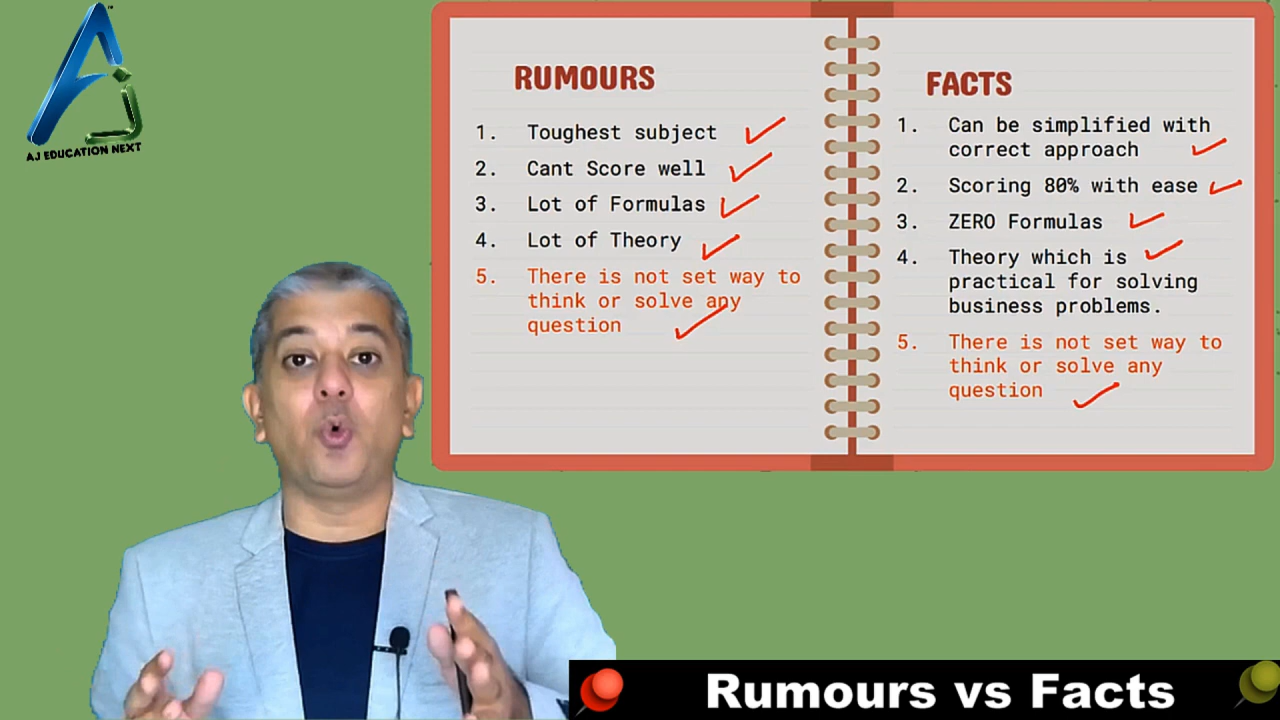 AJ EDUCATION NEXT
RUMOURS
1. Toughest subject
2. Cant Score well
3. Lot of Formulas
4. Lot of Theory
5. There is not set way to
think or solve any
question
FACTS
1. Can be simplified with
correct approach
2. Scoring 80% with ease
3. ZERO Formulas
4. Theory which is
practical for solving
business problems.
5. There is not set way to
think or solve any
question
Rumours vs Facts